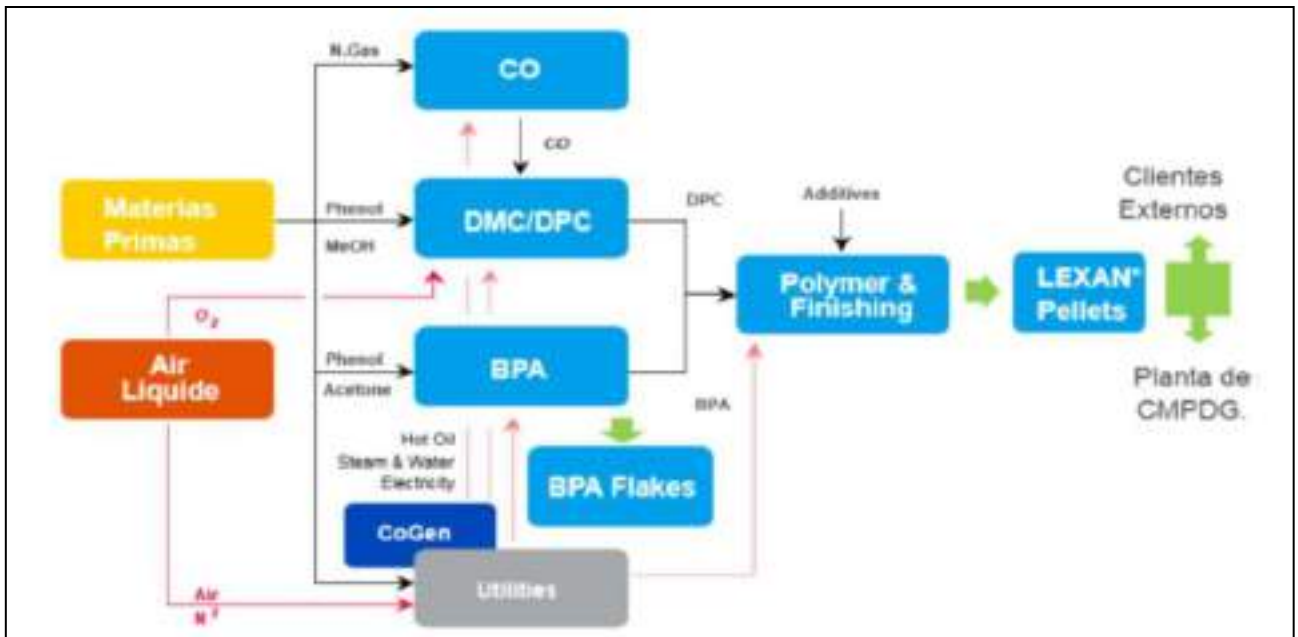 N.Gas
CO
CO
Materias
Primas
Phenol
MeOH
DMC/DPC
DPC
Additives
Clientes
Externos
Polymer &
Finishing
LEXAN*
Pellets
O₂
Air
Liquide
Phenol
Acetone
BPA
BPA
Planta de
CMPDG.
Hot Oil
Steam & Water
Electricity
BPA Flakes
CoGen
Utilities
Air
N²